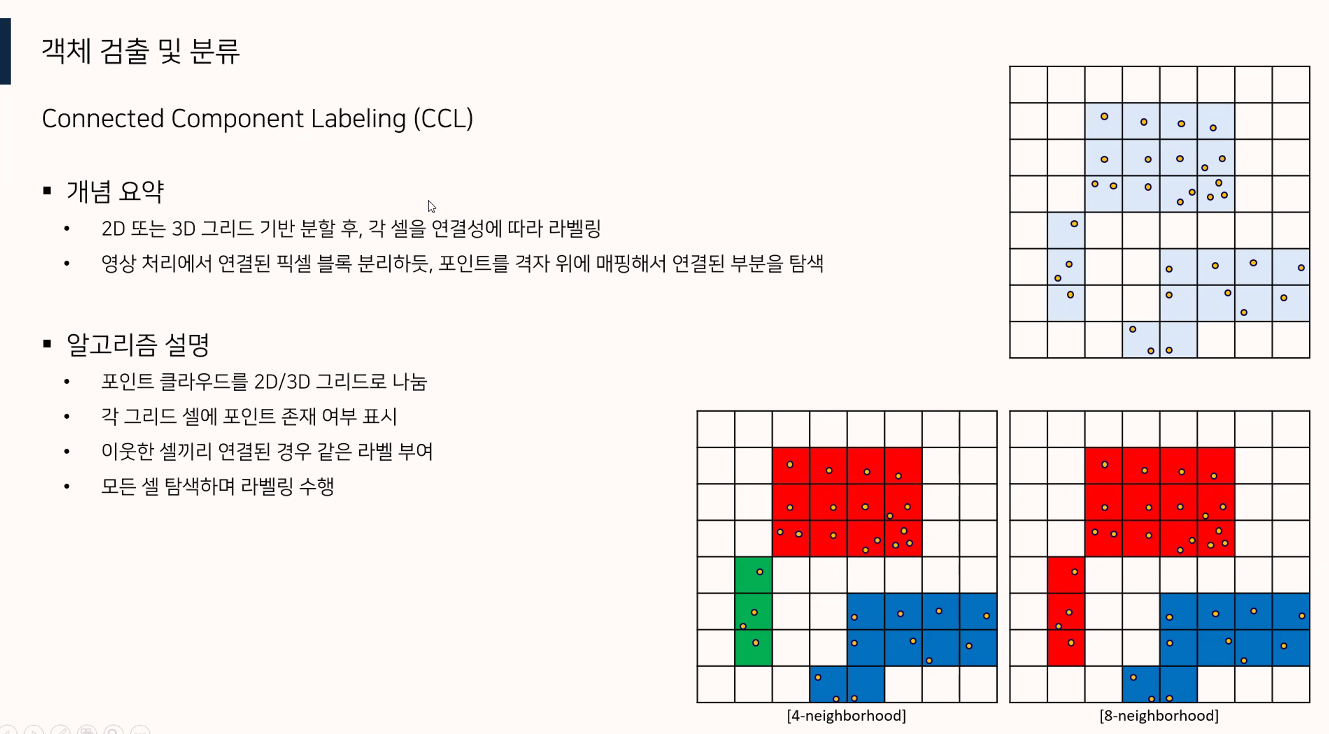 객체 검출 및 분류
Connected Component Labeling (CCL)
▪ 개념 요약
• 2D 또는 3D 그리드 기반 분할 후, 각 셀을 연결성에 따라 라벨링
• 영상 처리에서 연결된 픽셀 블록 분리하듯, 포인트를 격자 위에 매핑해서 연결된 부분을 탐색
▪ 알고리즘 설명
• 포인트 클라우드를 2D/3D 그리드로 나눔
• 각 그리드 셀에 포인트 존재 여부 표시
• 이웃한 셀끼리 연결된 경우 같은 라벨 부여
• 모든 셀 탐색하며 라벨링 수행
[4-neighborhood]
[8-neighborhood]